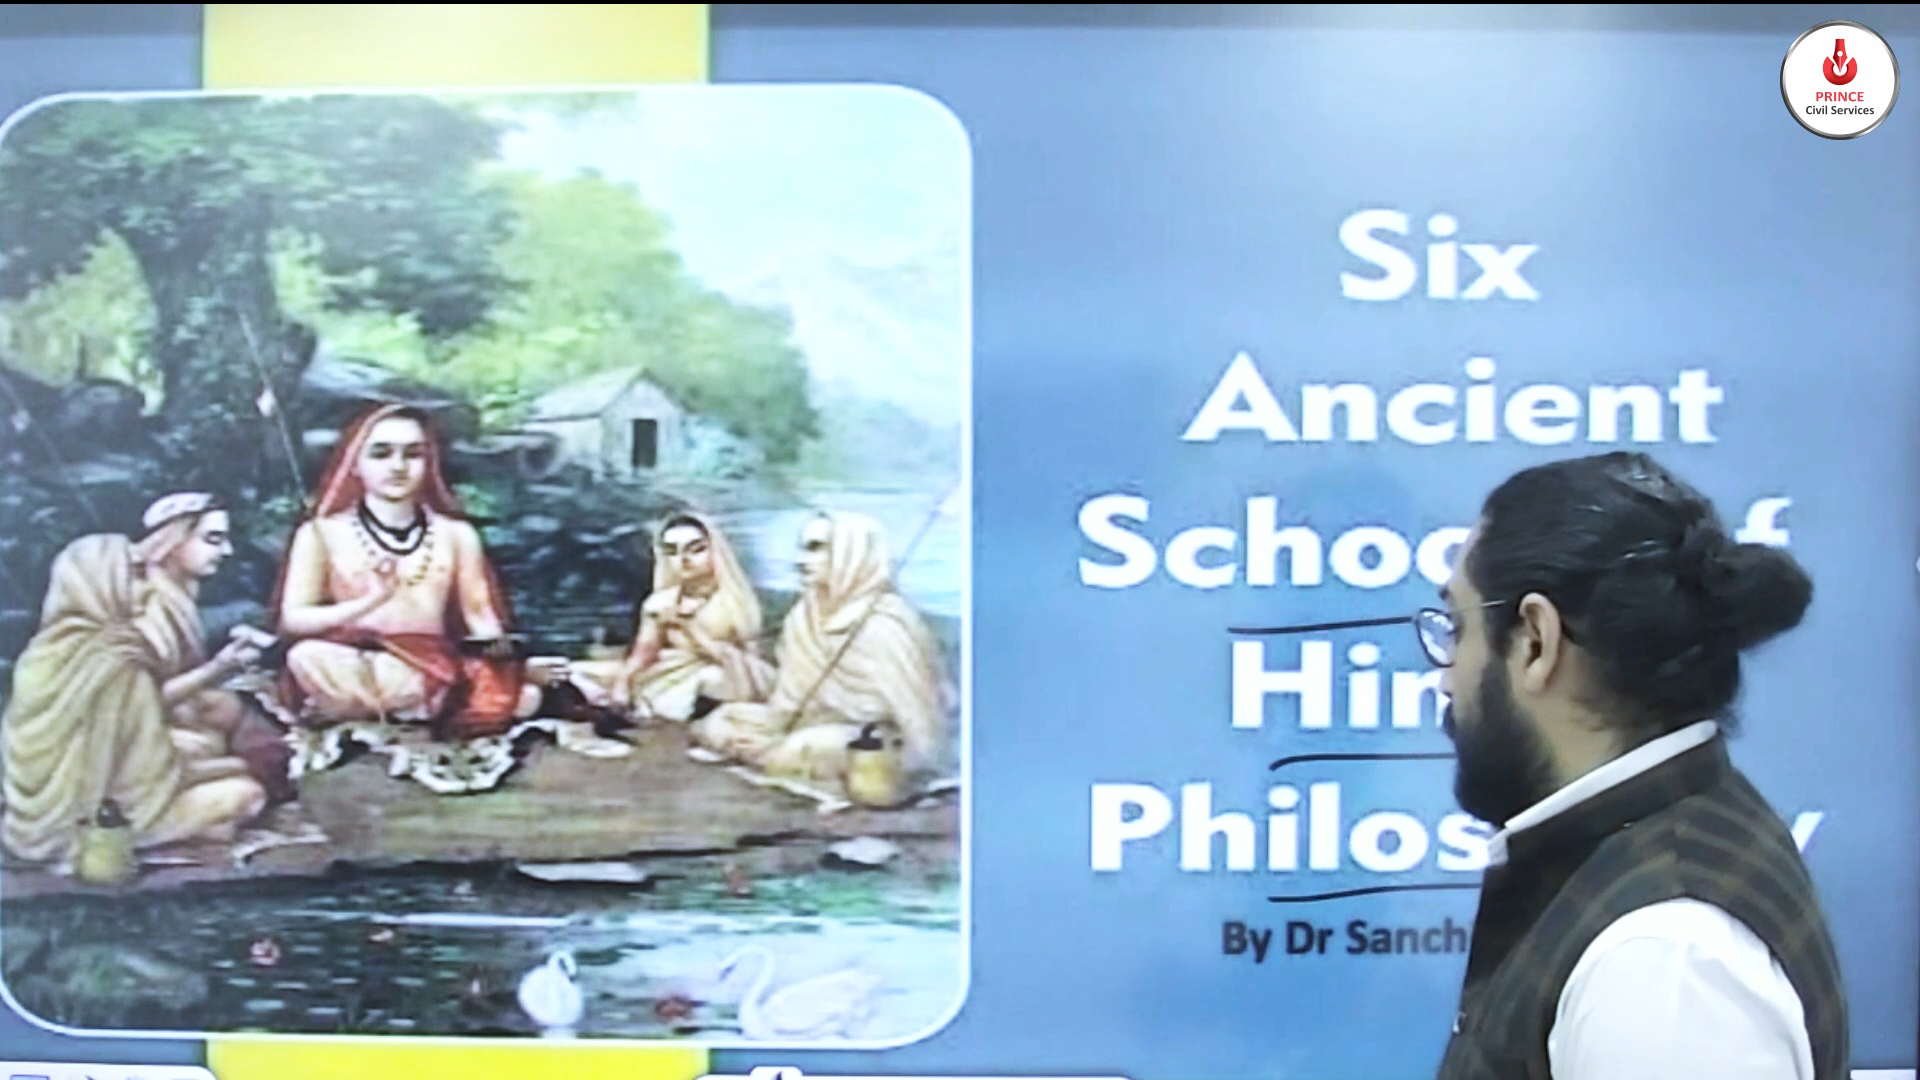 PRINCE
Civil Services
Six
Ancient
Schoo f
Hin
Philos y
By Dr Sanch